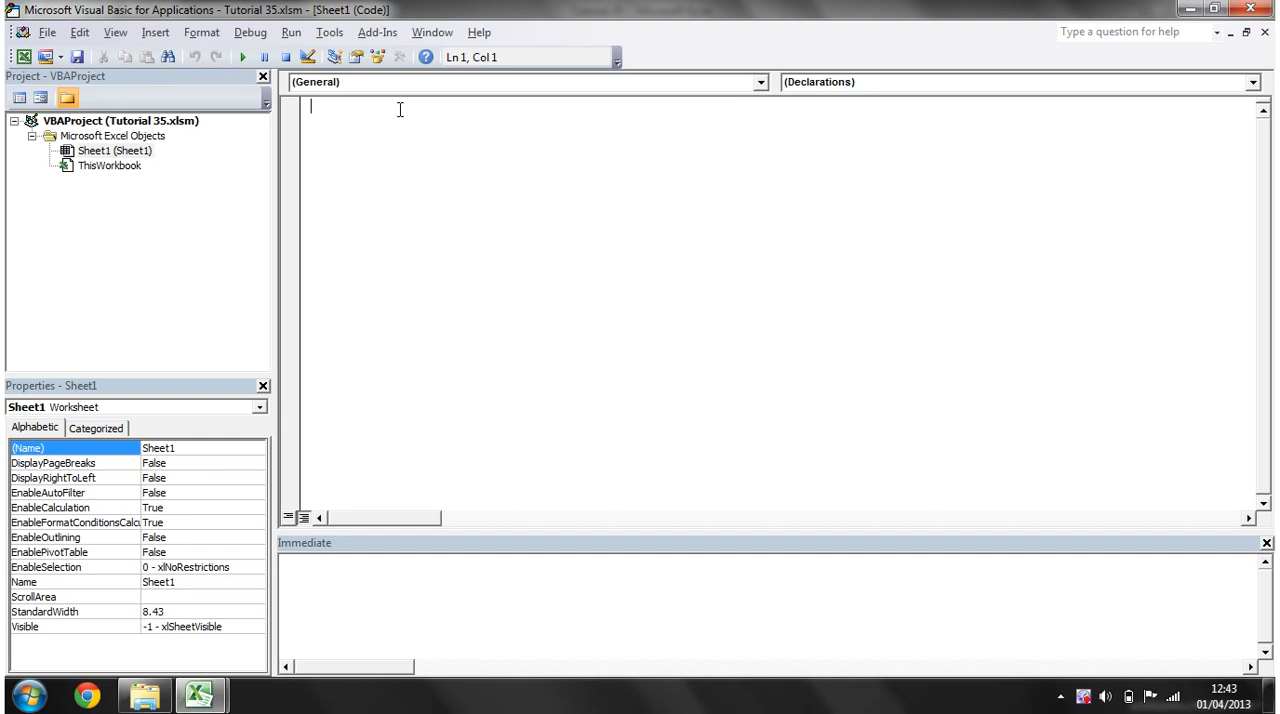 Microsoft Visual Basic for Applications - Tutorial 35.xlsm - [Sheet1 (Code)]
File Edit View Insert Format Debug Run Tools Add-Ins Window Help
Type a question for help
Ln 1, Col 1
Project - VBAProject
(General)
(Declarations)
VBAProject (Tutorial 35.xlsm)
Microsoft Excel Objects
Sheet1 (Sheet1)
ThisWorkbook
Properties - Sheet1
Sheet1 Worksheet
Alphabetic Categorized
(Name) Sheet1
DisplayPageBreaks False
DisplayRightToLeft False
EnableAutoFilter False
EnableCalculation True
EnableFormatConditionsCalcu True
EnableOutlining False
EnablePivotTable False
EnableSelection 0 - xlNoRestrictions
Name Sheet1
ScrollArea
StandardWidth 8.43
Visible -1 - xlSheetVisible
Immediate
12:43
01/04/2013